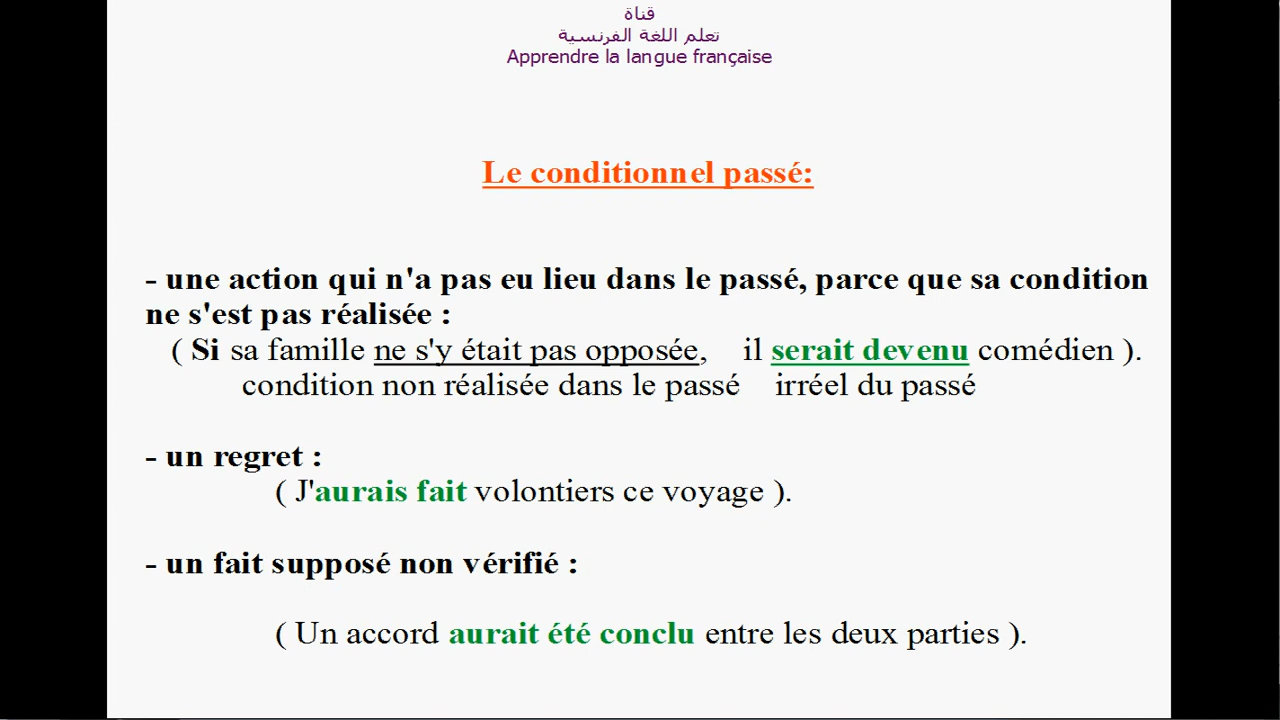 قناة
تعلم اللغة الفرنسية
Apprendre la langue française
Le conditionnel passé:
- une action qui n'a pas eu lieu dans le passé, parce que sa condition
ne s'est pas réalisée :
( Si sa famille ne s'y était pas opposée, il serait devenu comédien ).
condition non réalisée dans le passé irréel du passé
- un regret :
( J'aurais fait volontiers ce voyage ).
- un fait supposé non vérifié :
( Un accord aurait été conclu entre les deux parties ).